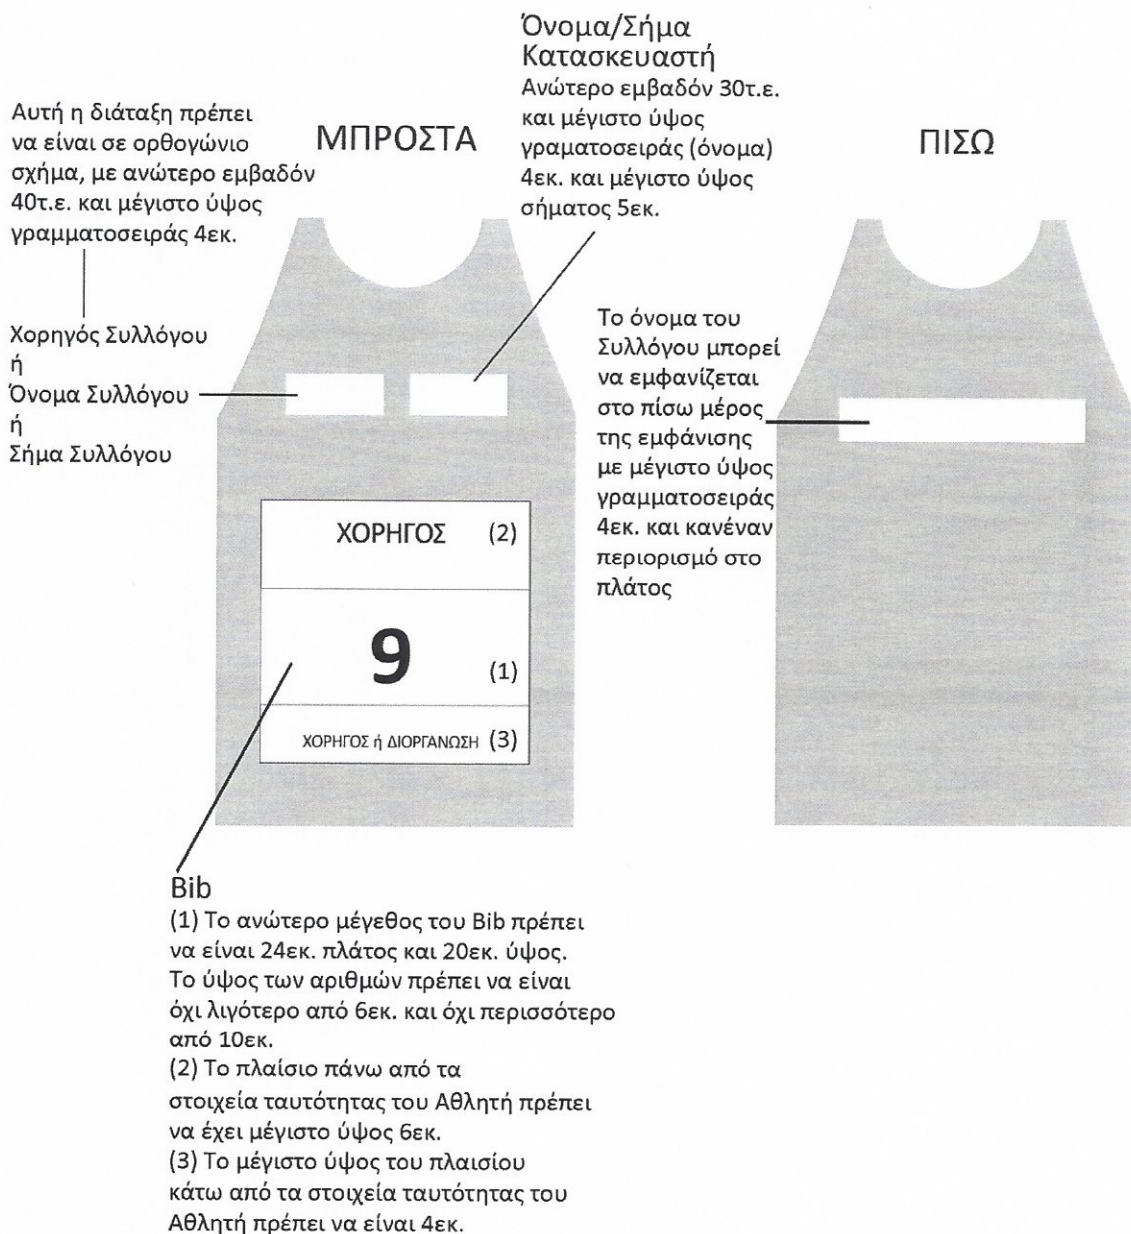 Όνομα/Σήμα
Κατασκευαστή
Ανώτερο εμβαδόν 30τ.ε.
και μέγιστο ύψος
γραματοσειράς (όνομα)
4εκ. και μέγιστο ύψος
σήματος 5εκ.
Αυτή η διάταξη πρέπει
να είναι σε ορθογώνιο
σχήμα, με ανώτερο εμβαδόν
40τ.ε. και μέγιστο ύψος
γραμματοσειράς 4εκ.
ΜΠΡΟΣΤΑ
ΠΙΣΩ
Χορηγός Συλλόγου
ή
Όνομα Συλλόγου
ή
Σήμα Συλλόγου
Το όνομα του
Συλλόγου μπορεί
να εμφανίζεται
στο πίσω μέρος
της εμφάνισης
με μέγιστο ύψος
γραμματοσειράς
4εκ. και κανέναν
περιορισμό στο
πλάτος
ΧΟΡΗΓΟΣ (2)
9 (1)
ΧΟΡΗΓΟΣ ή ΔΙΟΡΓΑΝΩΣΗ (3)
Bib
(1) Το ανώτερο μέγεθος του Bib πρέπει
να είναι 24εκ. πλάτος και 20εκ. ύψος.
Το ύψος των αριθμών πρέπει να είναι
όχι λιγότερο από 6εκ. και όχι περισσότερο
από 10εκ.
(2) Το πλαίσιο πάνω από τα
στοιχεία ταυτότητας του Αθλητή πρέπει
να έχει μέγιστο ύψος 6εκ.
(3) Το μέγιστο ύψος του πλαισίου
κάτω από τα στοιχεία ταυτότητας του
Αθλητή πρέπει να είναι 4εκ.